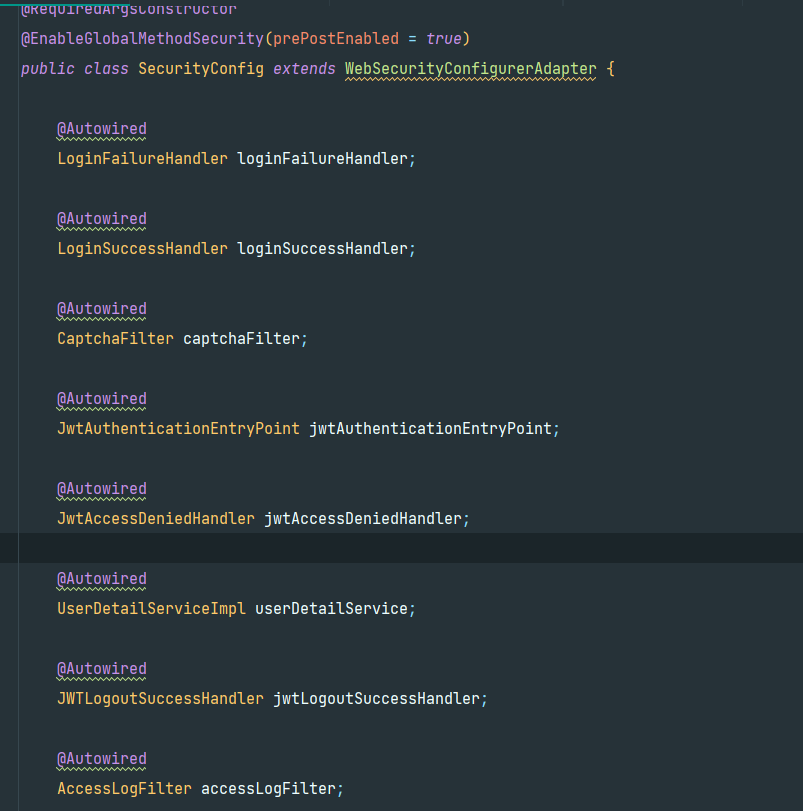 @RequiredArgsConstructor
@EnableGlobalMethodSecurity(prePostEnabled = true)
public class SecurityConfig extends WebSecurityConfigurerAdapter {
@Autowired
LoginFailureHandler loginFailureHandler;
@Autowired
LoginSuccessHandler loginSuccessHandler;
@Autowired
CaptchaFilter captchaFilter;
@Autowired
JwtAuthenticationEntryPoint jwtAuthenticationEntryPoint;
@Autowired
JwtAccessDeniedHandler jwtAccessDeniedHandler;
@Autowired
UserDetailServiceImpl userDetailService;
@Autowired
JWTLogoutSuccessHandler jwtLogoutSuccessHandler;
@Autowired
AccessLogFilter accessLogFilter;